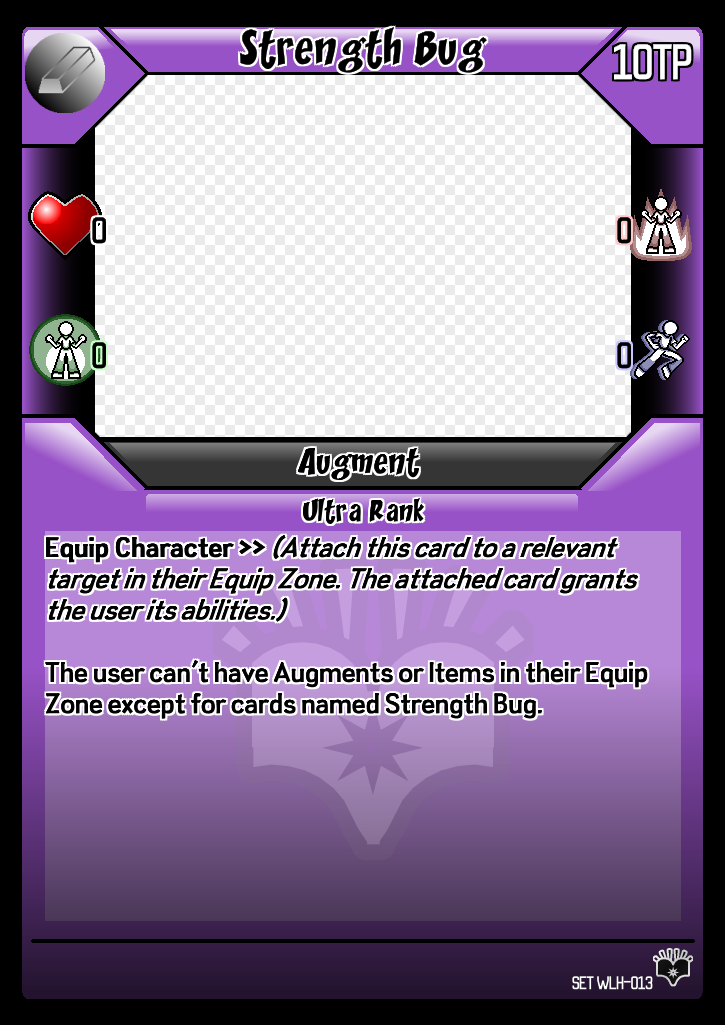 Strength Bug
10TP
0
0
0
0
Augment
Ultra Rank
Equip Character >> (Attach this card to a relevant
target in their Equip Zone. The attached card grants
the user its abilities.)
The user can't have Augments or Items in their Equip
Zone except for cards named Strength Bug.
SET WLH-013